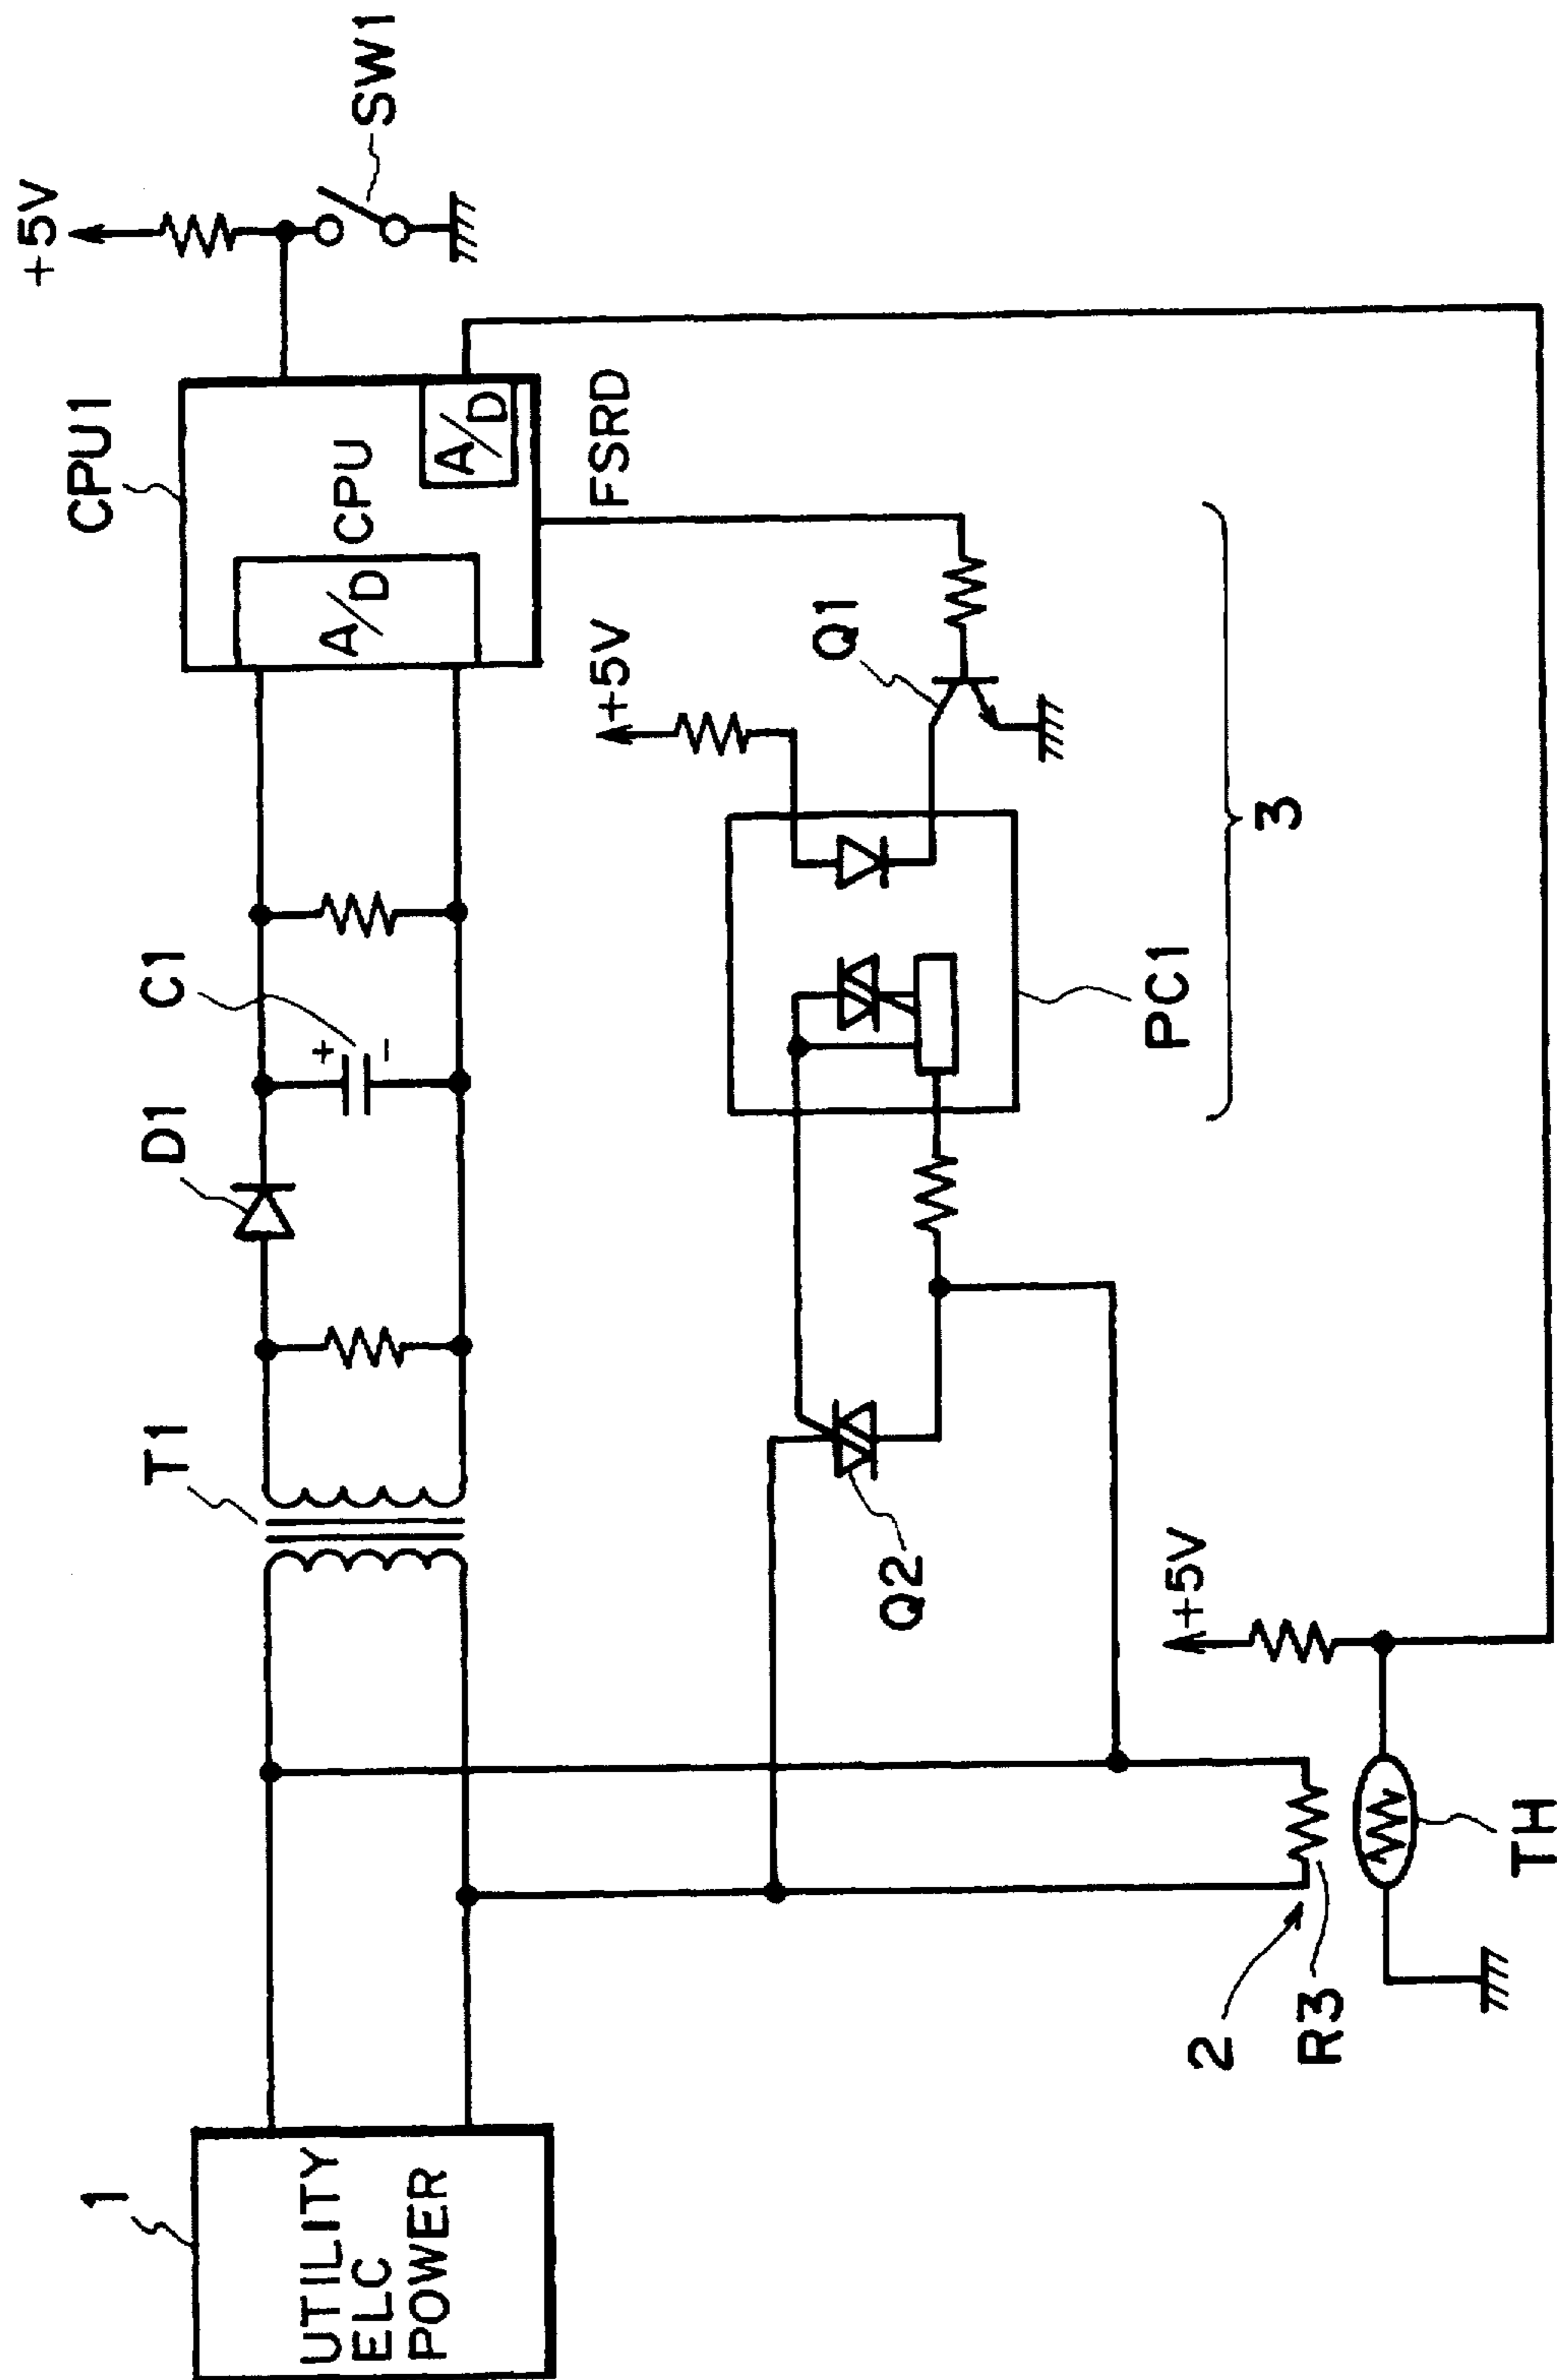 1
UTILITY
ELC
POWER
T1
D1
C1
+
-
CPU1
A/D
CPU
A/D
FSRD
+5V
SW1
Q2
PC1
+5V
Q1
3
2
R3
TH
+5V